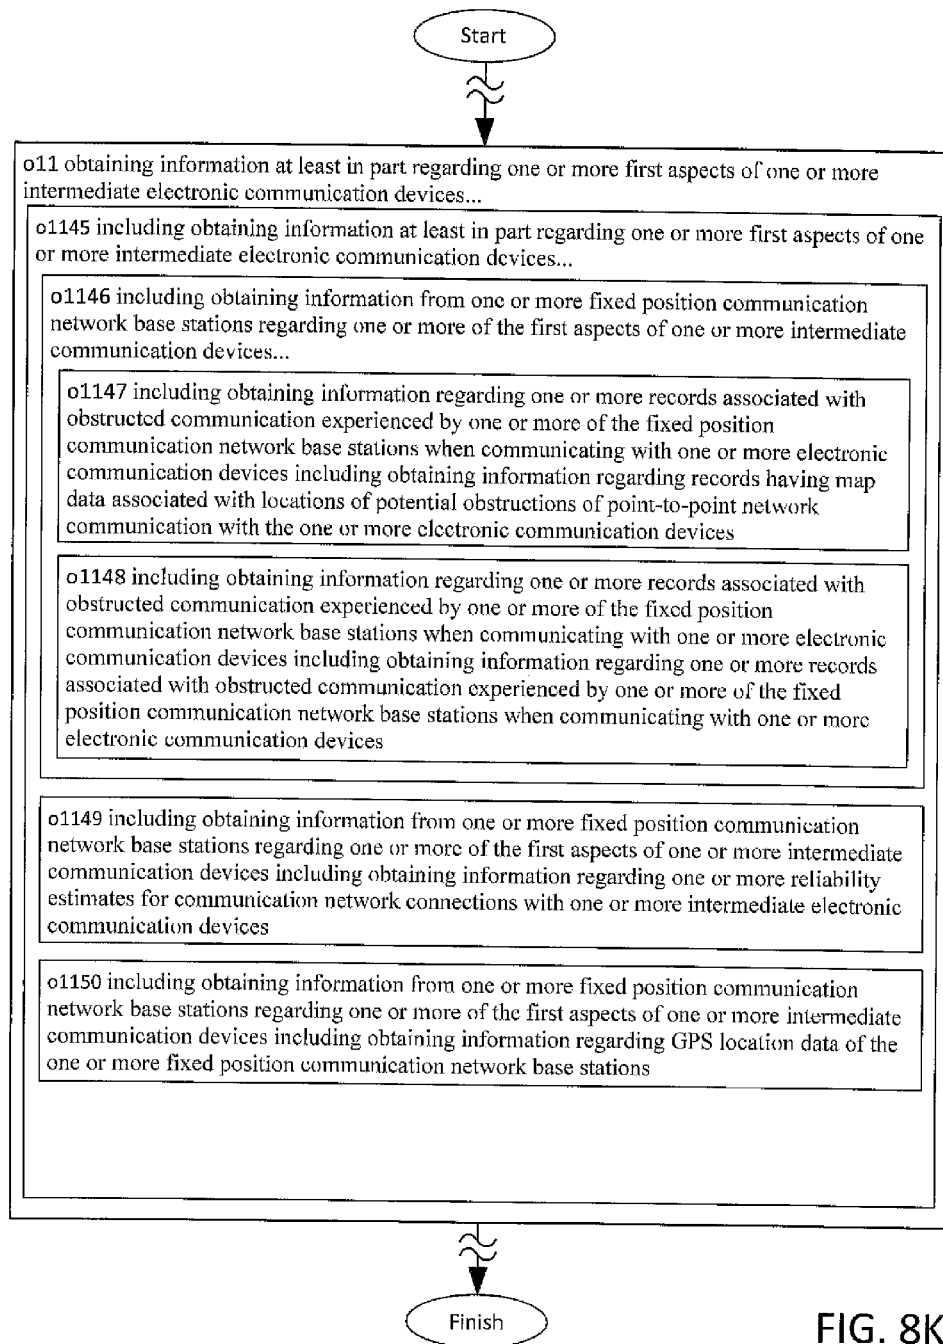 Start
o11 obtaining information at least in part regarding one or more first aspects of one or more
intermediate electronic communication devices...
o1145 including obtaining information at least in part regarding one or more first aspects of one
or more intermediate electronic communication devices...
o1146 including obtaining information from one or more fixed position communication
network base stations regarding one or more of the first aspects of one or more intermediate
communication devices...
o1147 including obtaining information regarding one or more records associated with
obstructed communication experienced by one or more of the fixed position
communication network base stations when communicating with one or more electronic
communication devices including obtaining information regarding records having map
data associated with locations of potential obstructions of point-to-point network
communication with the one or more electronic communication devices
o1148 including obtaining information regarding one or more records associated with
obstructed communication experienced by one or more of the fixed position
communication network base stations when communicating with one or more electronic
communication devices including obtaining information regarding one or more records
associated with obstructed communication experienced by one or more of the fixed
position communication network base stations when communicating with one or more
electronic communication devices
o1149 including obtaining information from one or more fixed position communication
network base stations regarding one or more of the first aspects of one or more intermediate
communication devices including obtaining information regarding one or more reliability
estimates for communication network connections with one or more intermediate electronic
communication devices
o1150 including obtaining information from one or more fixed position communication
network base stations regarding one or more of the first aspects of one or more intermediate
communication devices including obtaining information regarding GPS location data of the
one or more fixed position communication network base stations
Finish
FIG. 8K